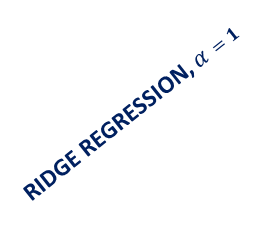 RIDGE REGRESSION, α = 1